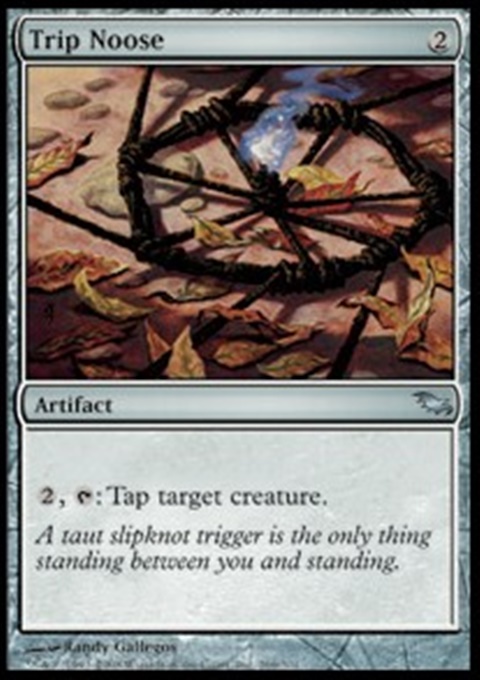 Trip Noose 2
Artifact
2, : Tap target creature.
A taut slipknot trigger is the only thing
standing between you and standing.
Randy Gallegos